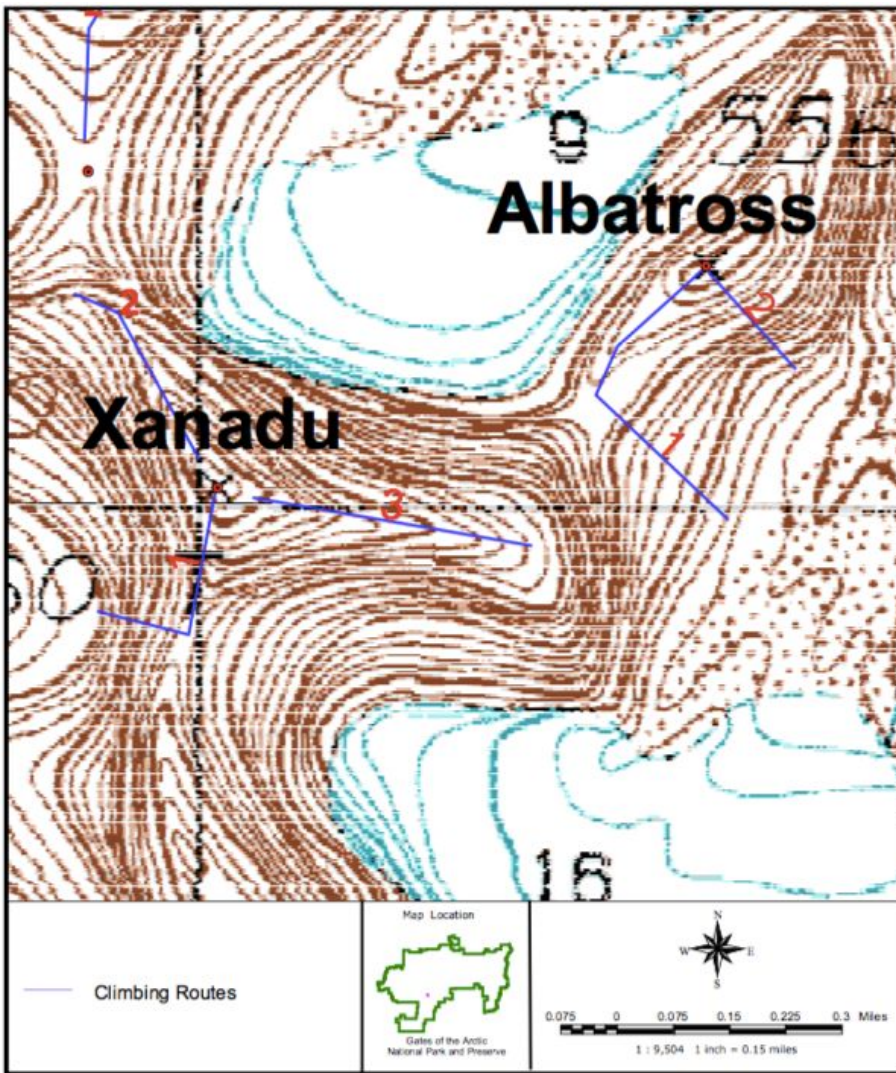 9
556
Albatross
2
2
Xanadu
1
3
1
16
Climbing Routes
Map Location
Gates of the Arctic
National Park and Preserve
N
W E
S
0.075 0 0.075 0.15 0.225 0.3 Miles
1 : 9,504 1 inch = 0.15 miles